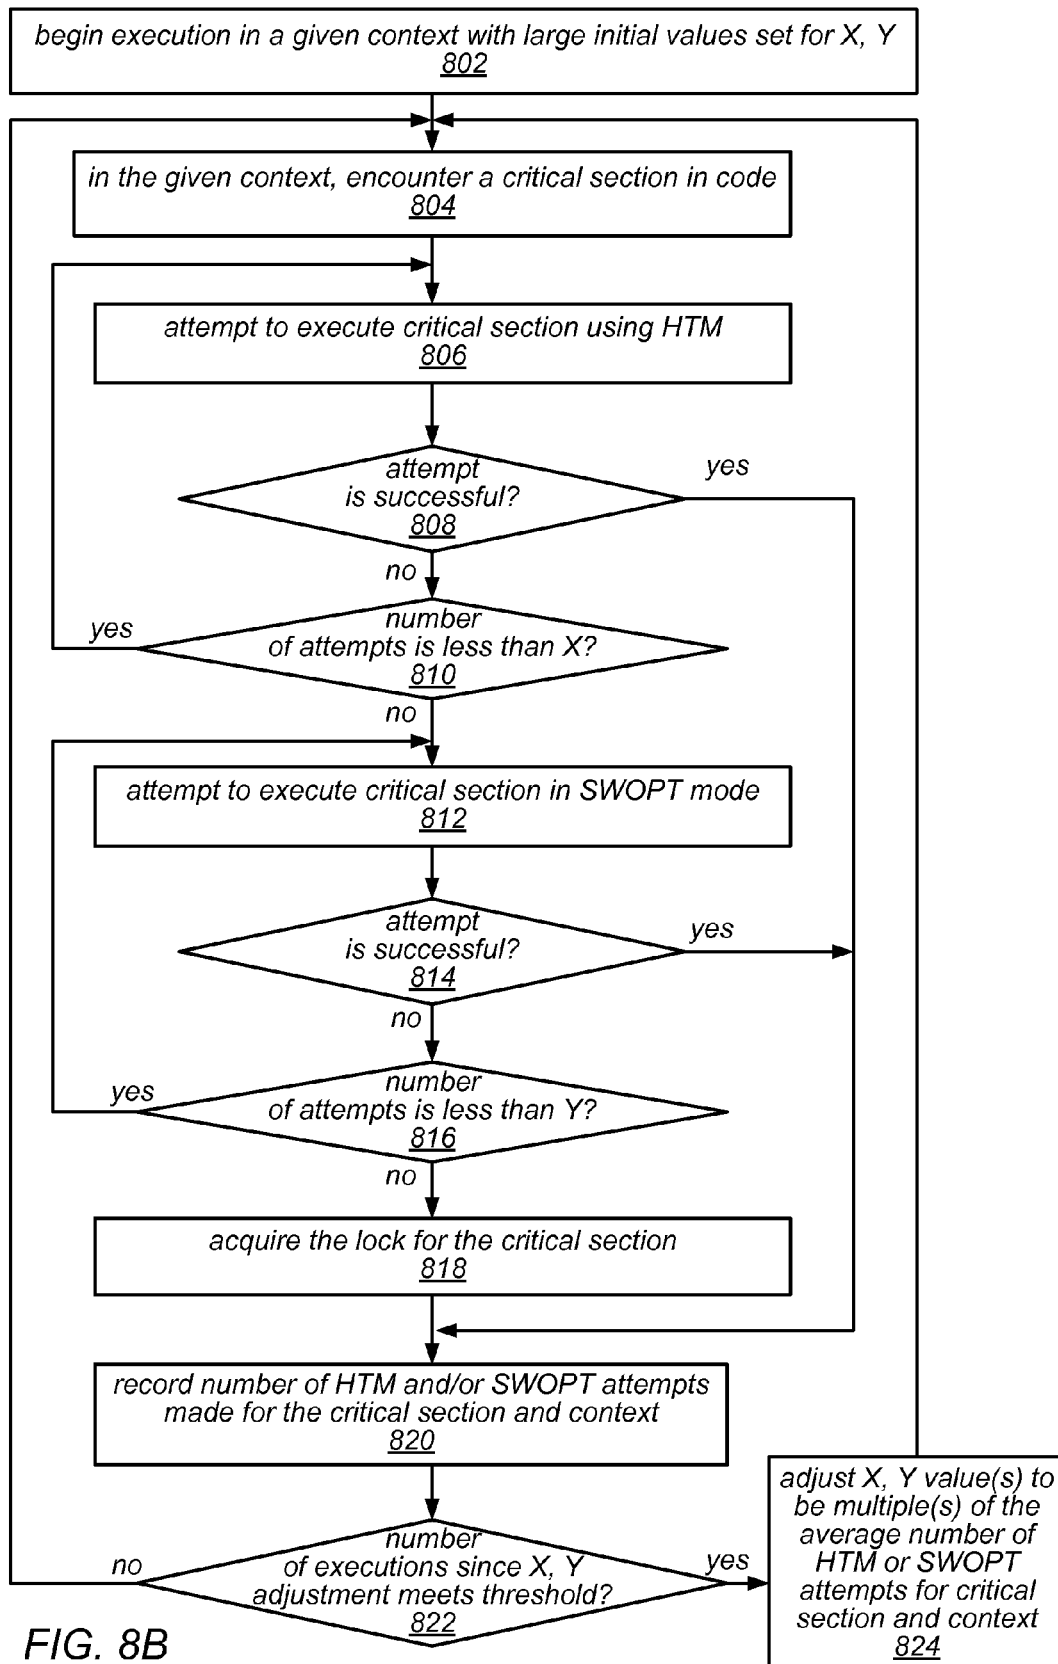 begin execution in a given context with large initial values set for X, Y
802
in the given context, encounter a critical section in code
804
attempt to execute critical section using HTM
806
attempt
is successful?
808
yes
no
number
of attempts is less than X?
810
yes
no
attempt to execute critical section in SWOPT mode
812
attempt
is successful?
814
yes
no
number
of attempts is less than Y?
816
yes
no
acquire the lock for the critical section
818
record number of HTM and/or SWOPT attempts
made for the critical section and context
820
number
of executions since X, Y
adjustment meets threshold?
822
no
yes
adjust X, Y value(s) to
be multiple(s) of the
average number of
HTM or SWOPT
attempts for critical
section and context
824
FIG. 8B